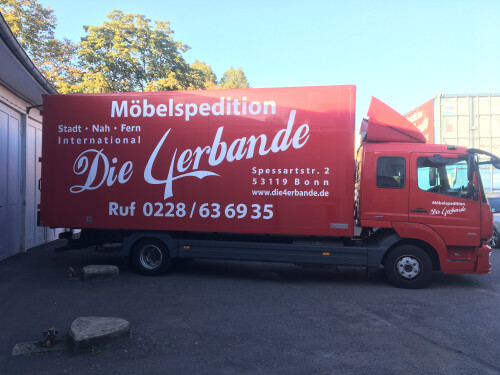 Möbelspedition
Stadt • Nah • Fern
International
Die 4erbande
Spessartstr. 2
53119 Bonn
www.die4erbande.de
Ruf 0228/636935
Möbelspedition
Die 4erbande